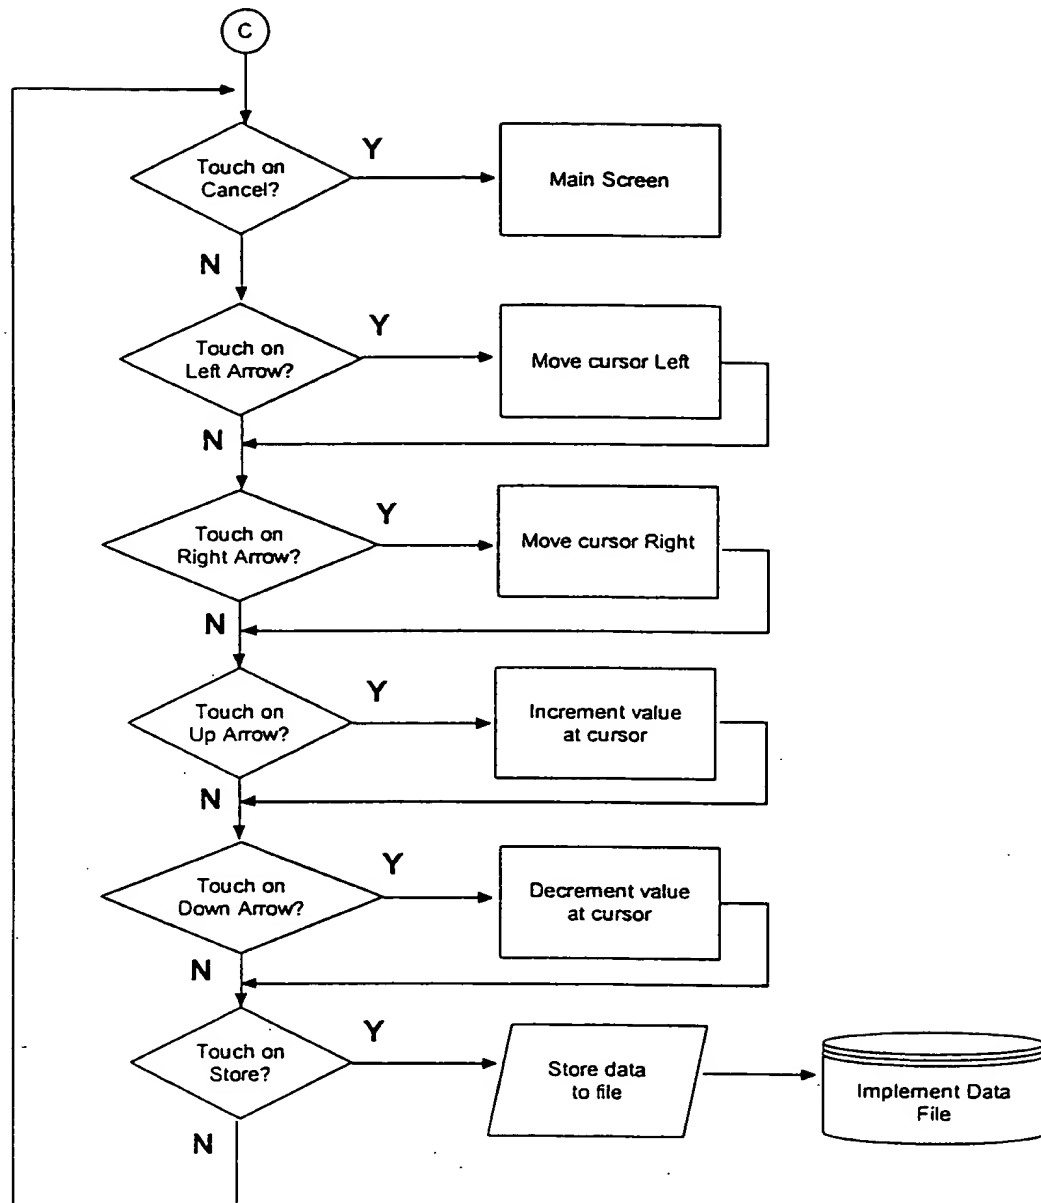 C
Touch on
Cancel?
Y
Main Screen
N
Touch on
Left Arrow?
Y
Move cursor Left
N
Touch on
Right Arrow?
Y
Move cursor Right
N
Touch on
Up Arrow?
Y
Increment value
at cursor
N
Touch on
Down Arrow?
Y
Decrement value
at cursor
N
Touch on
Store?
Y
Store data
to file
Implement Data
File
N